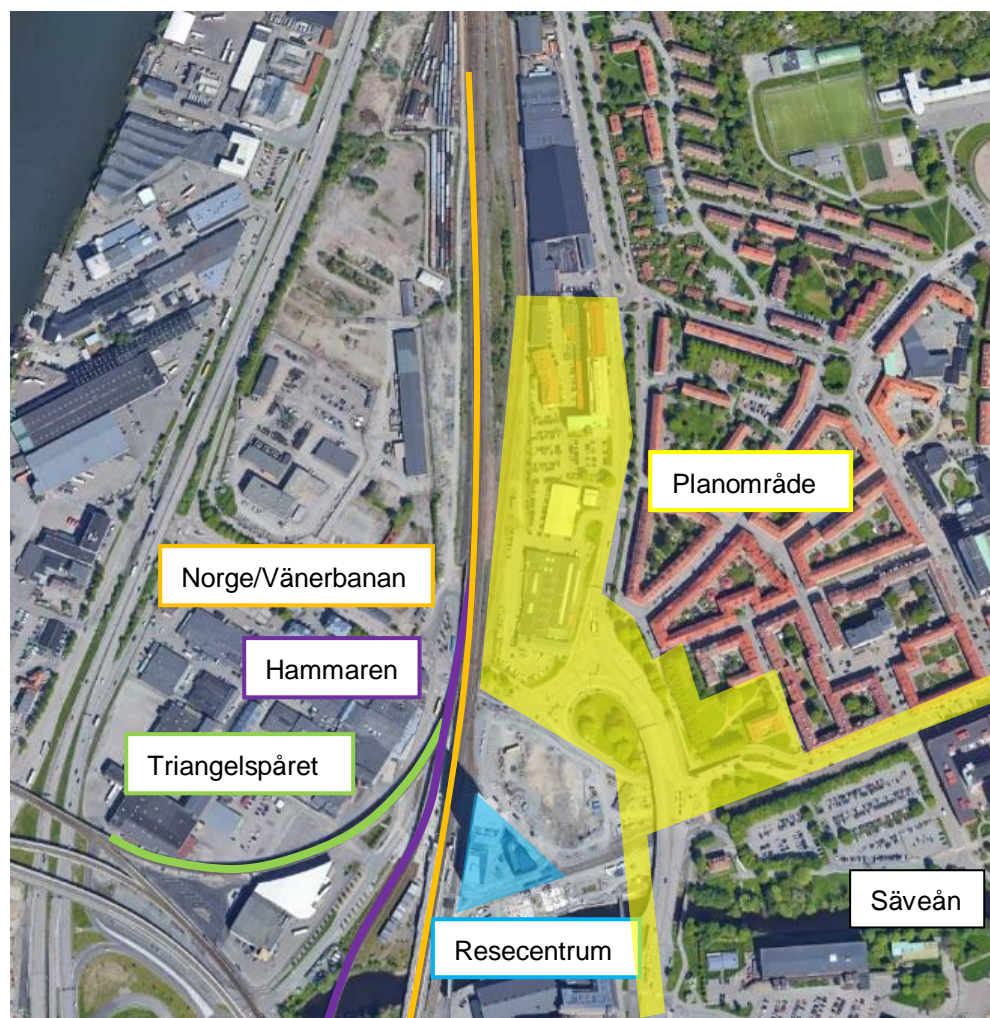 Planområde
Norge/Vänerbanan
Hammaren
Triangelspåret
Säveån
Resecentrum